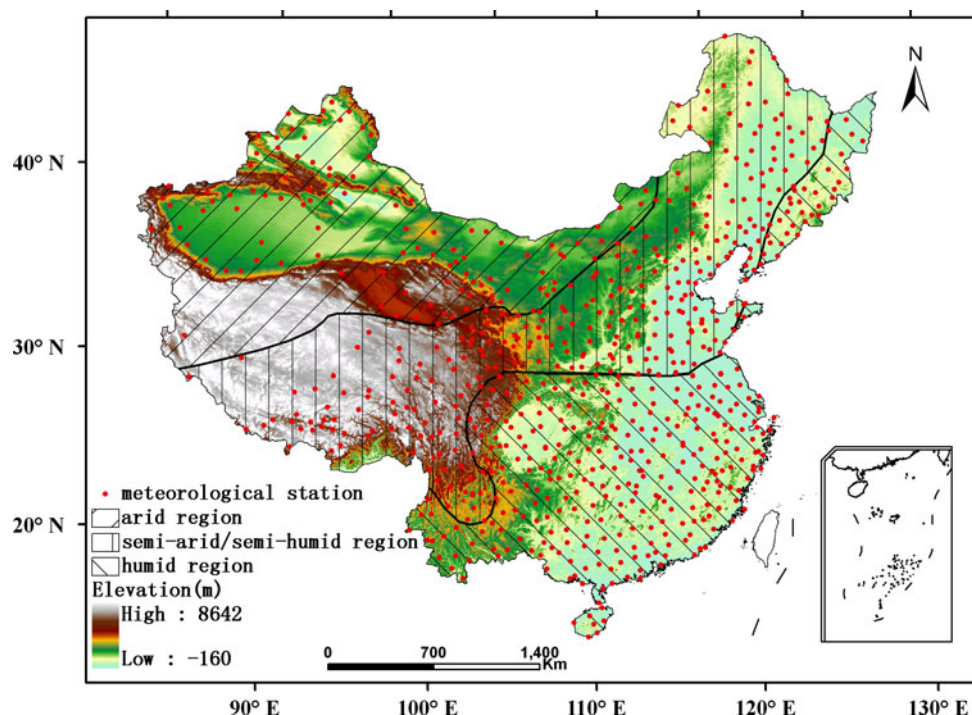 N
40° N
30° N
20° N
meteorological station
arid region
semi-arid/semi-humid region
humid region
Elevation(m)
High : 8642
Low : -160
0 700 1,400
Km
90° E 100° E 110° E 120° E 130° E